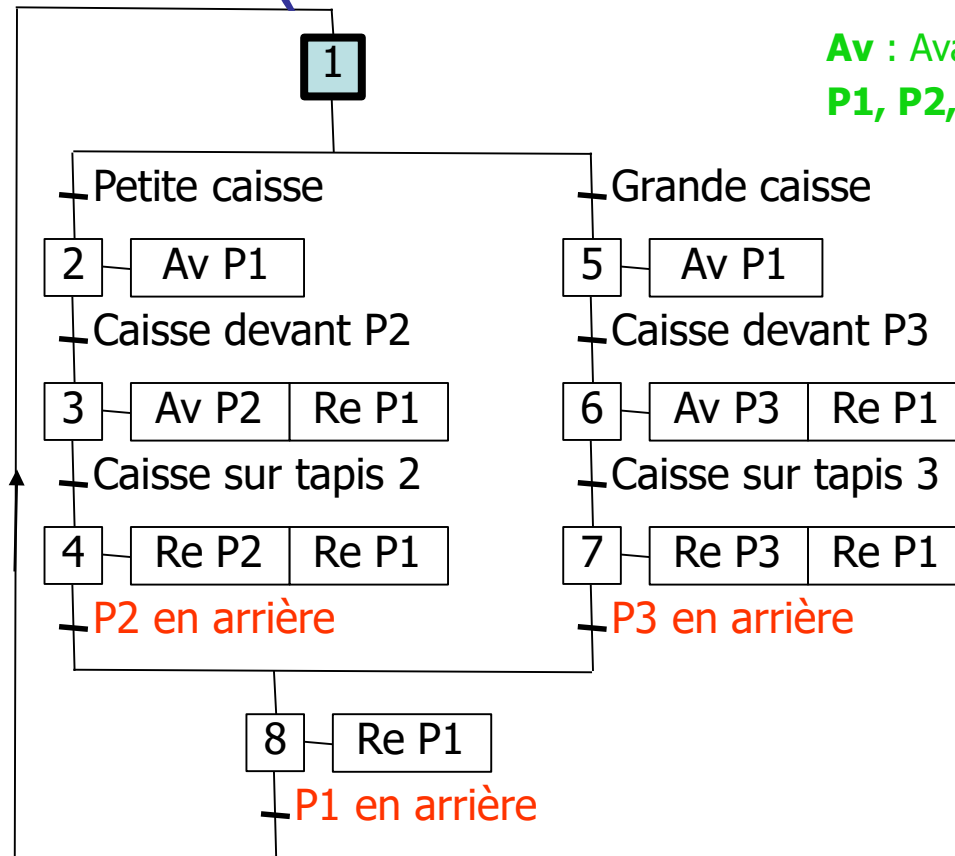 1
Av : Ava
P1, P2,
Petite caisse
Grande caisse
2 Av P1
5 Av P1
Caisse devant P2
Caisse devant P3
3 Av P2 Re P1
6 Av P3 Re P1
Caisse sur tapis 2
Caisse sur tapis 3
4 Re P2 Re P1
7 Re P3 Re P1
P2 en arrière
P3 en arrière
8 Re P1
P1 en arrière